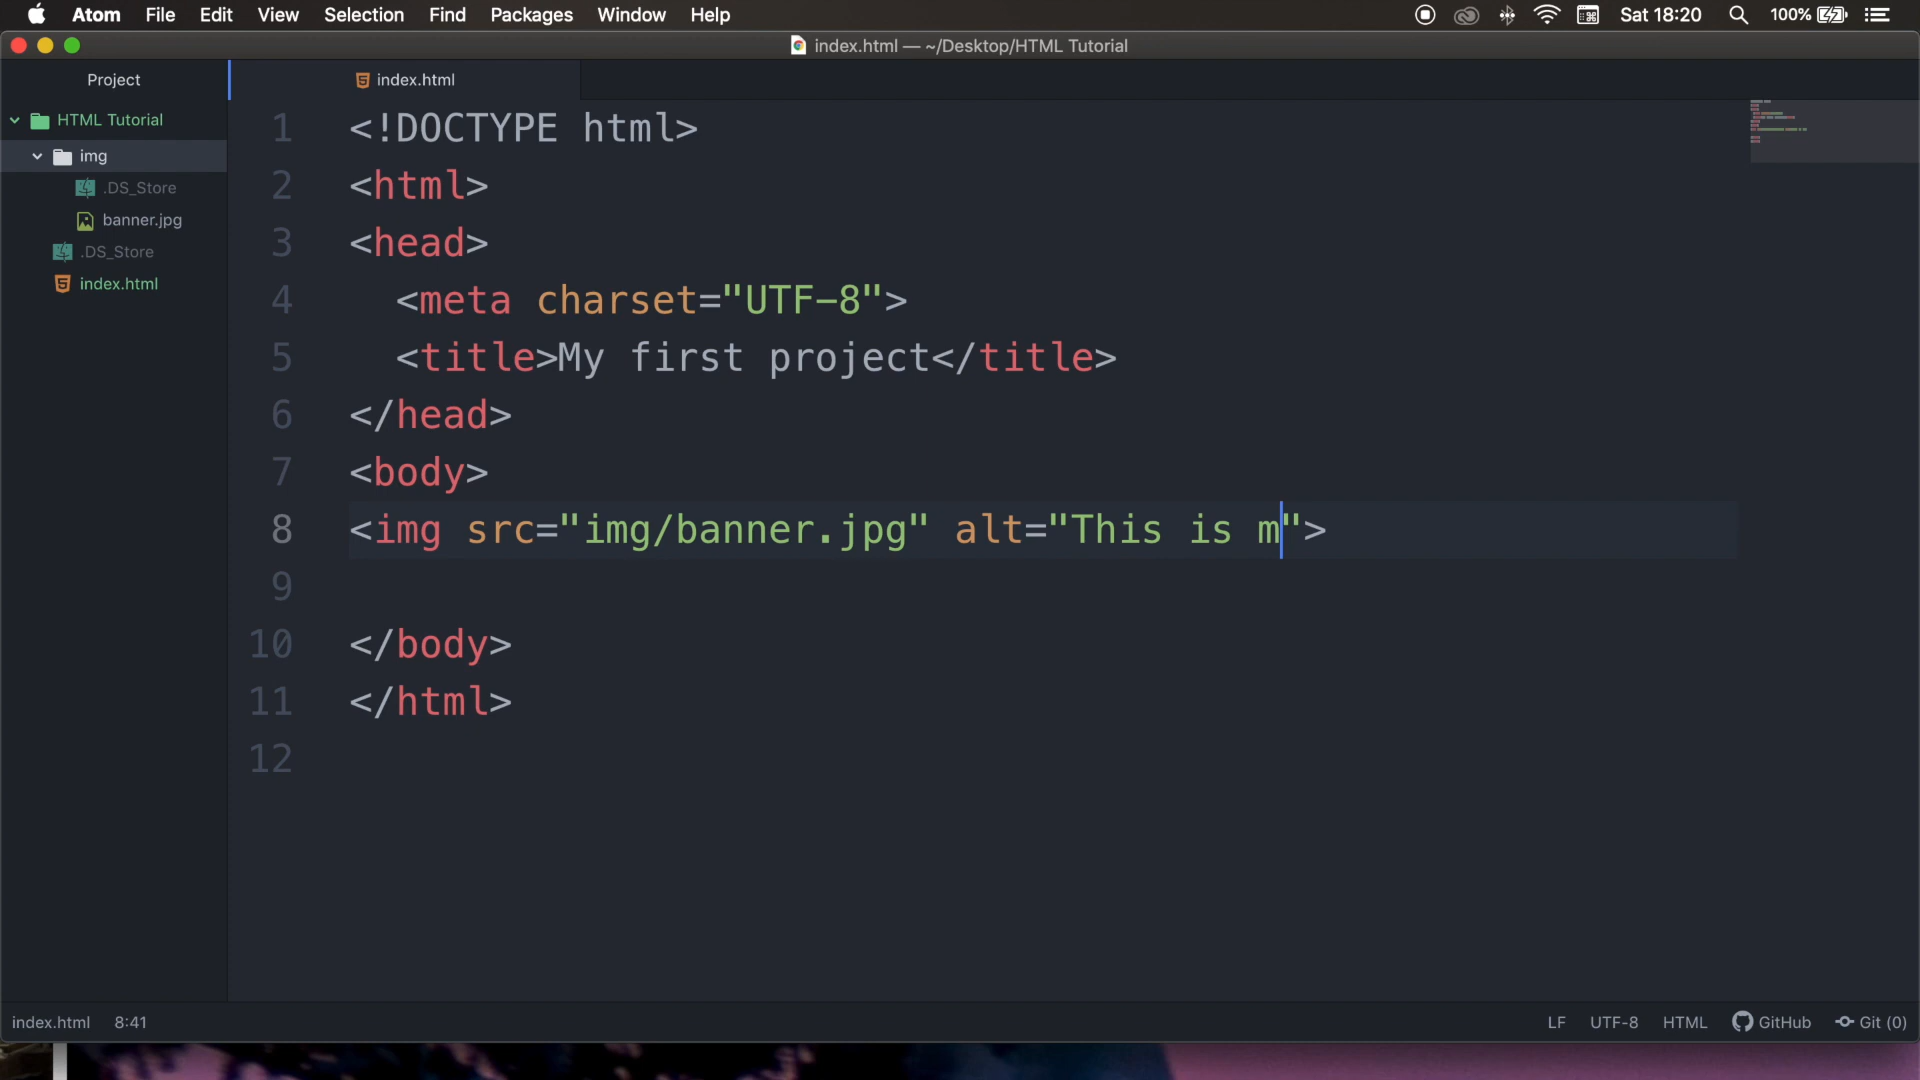 Atom File Edit View Selection Find Packages Window Help Sat 18:20 100%
index.html — ~/Desktop/HTML Tutorial
Project
HTML Tutorial
img
.DS_Store
banner.jpg
.DS_Store
index.html
index.html
1 <!DOCTYPE html>
2 <html>
3 <head>
4 <meta charset="UTF-8">
5 <title>My first project</title>
6 </head>
7 <body>
8 <img src="img/banner.jpg" alt="This is m">
9
10 </body>
11 </html>
12
index.html 8:41 LF UTF-8 HTML GitHub Git (0)